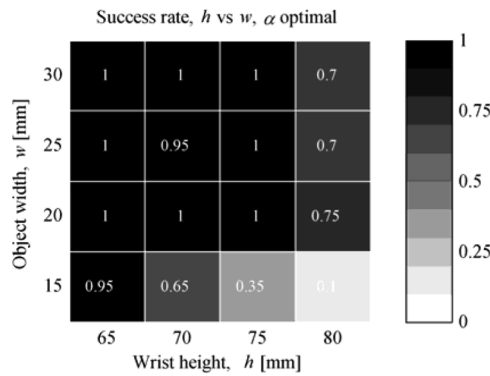 Success rate, h vs w, α optimal
Object width, w [mm]
30 1 1 1 0.7
25 1 0.95 1 0.7
20 1 1 1 0.75
15 0.95 0.65 0.35 0.1
65 70 75 80
Wrist height, h [mm]
1
0.75
0.5
0.25
0